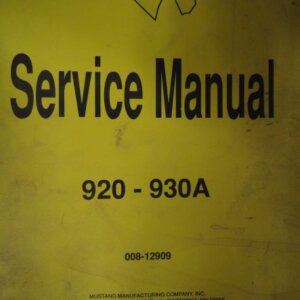 Service Manual
920 - 930A
008-12909
MUSTANG MANUFACTURING COMPANY, INC.